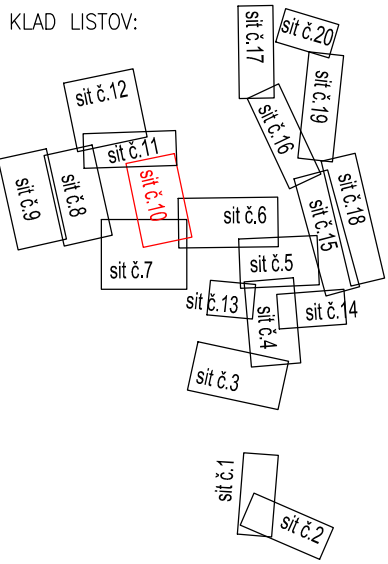 KLAD LISTOV:
sit č.17
sit č.20
sit č.12
sit č.19
sit č.16
sit č.11
sit č.9
sit č.8
sit č.10
sit č.18
sit č.6
sit č.15
sit č.7
sit č.5
sit č.13
sit č.4
sit č.14
sit č.3
sit č.1
sit č.2